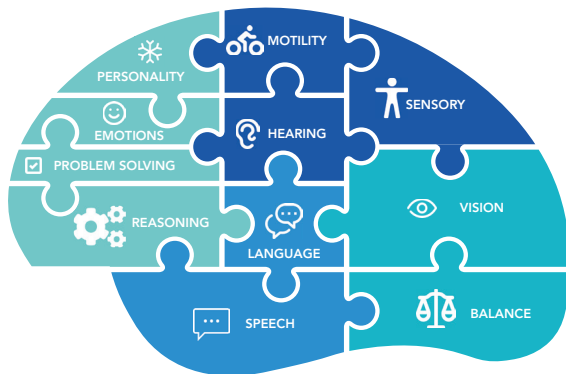 MOTILITY
PERSONALITY
SENSORY
EMOTIONS
HEARING
PROBLEM SOLVING
REASONING
VISION
LANGUAGE
SPEECH
BALANCE